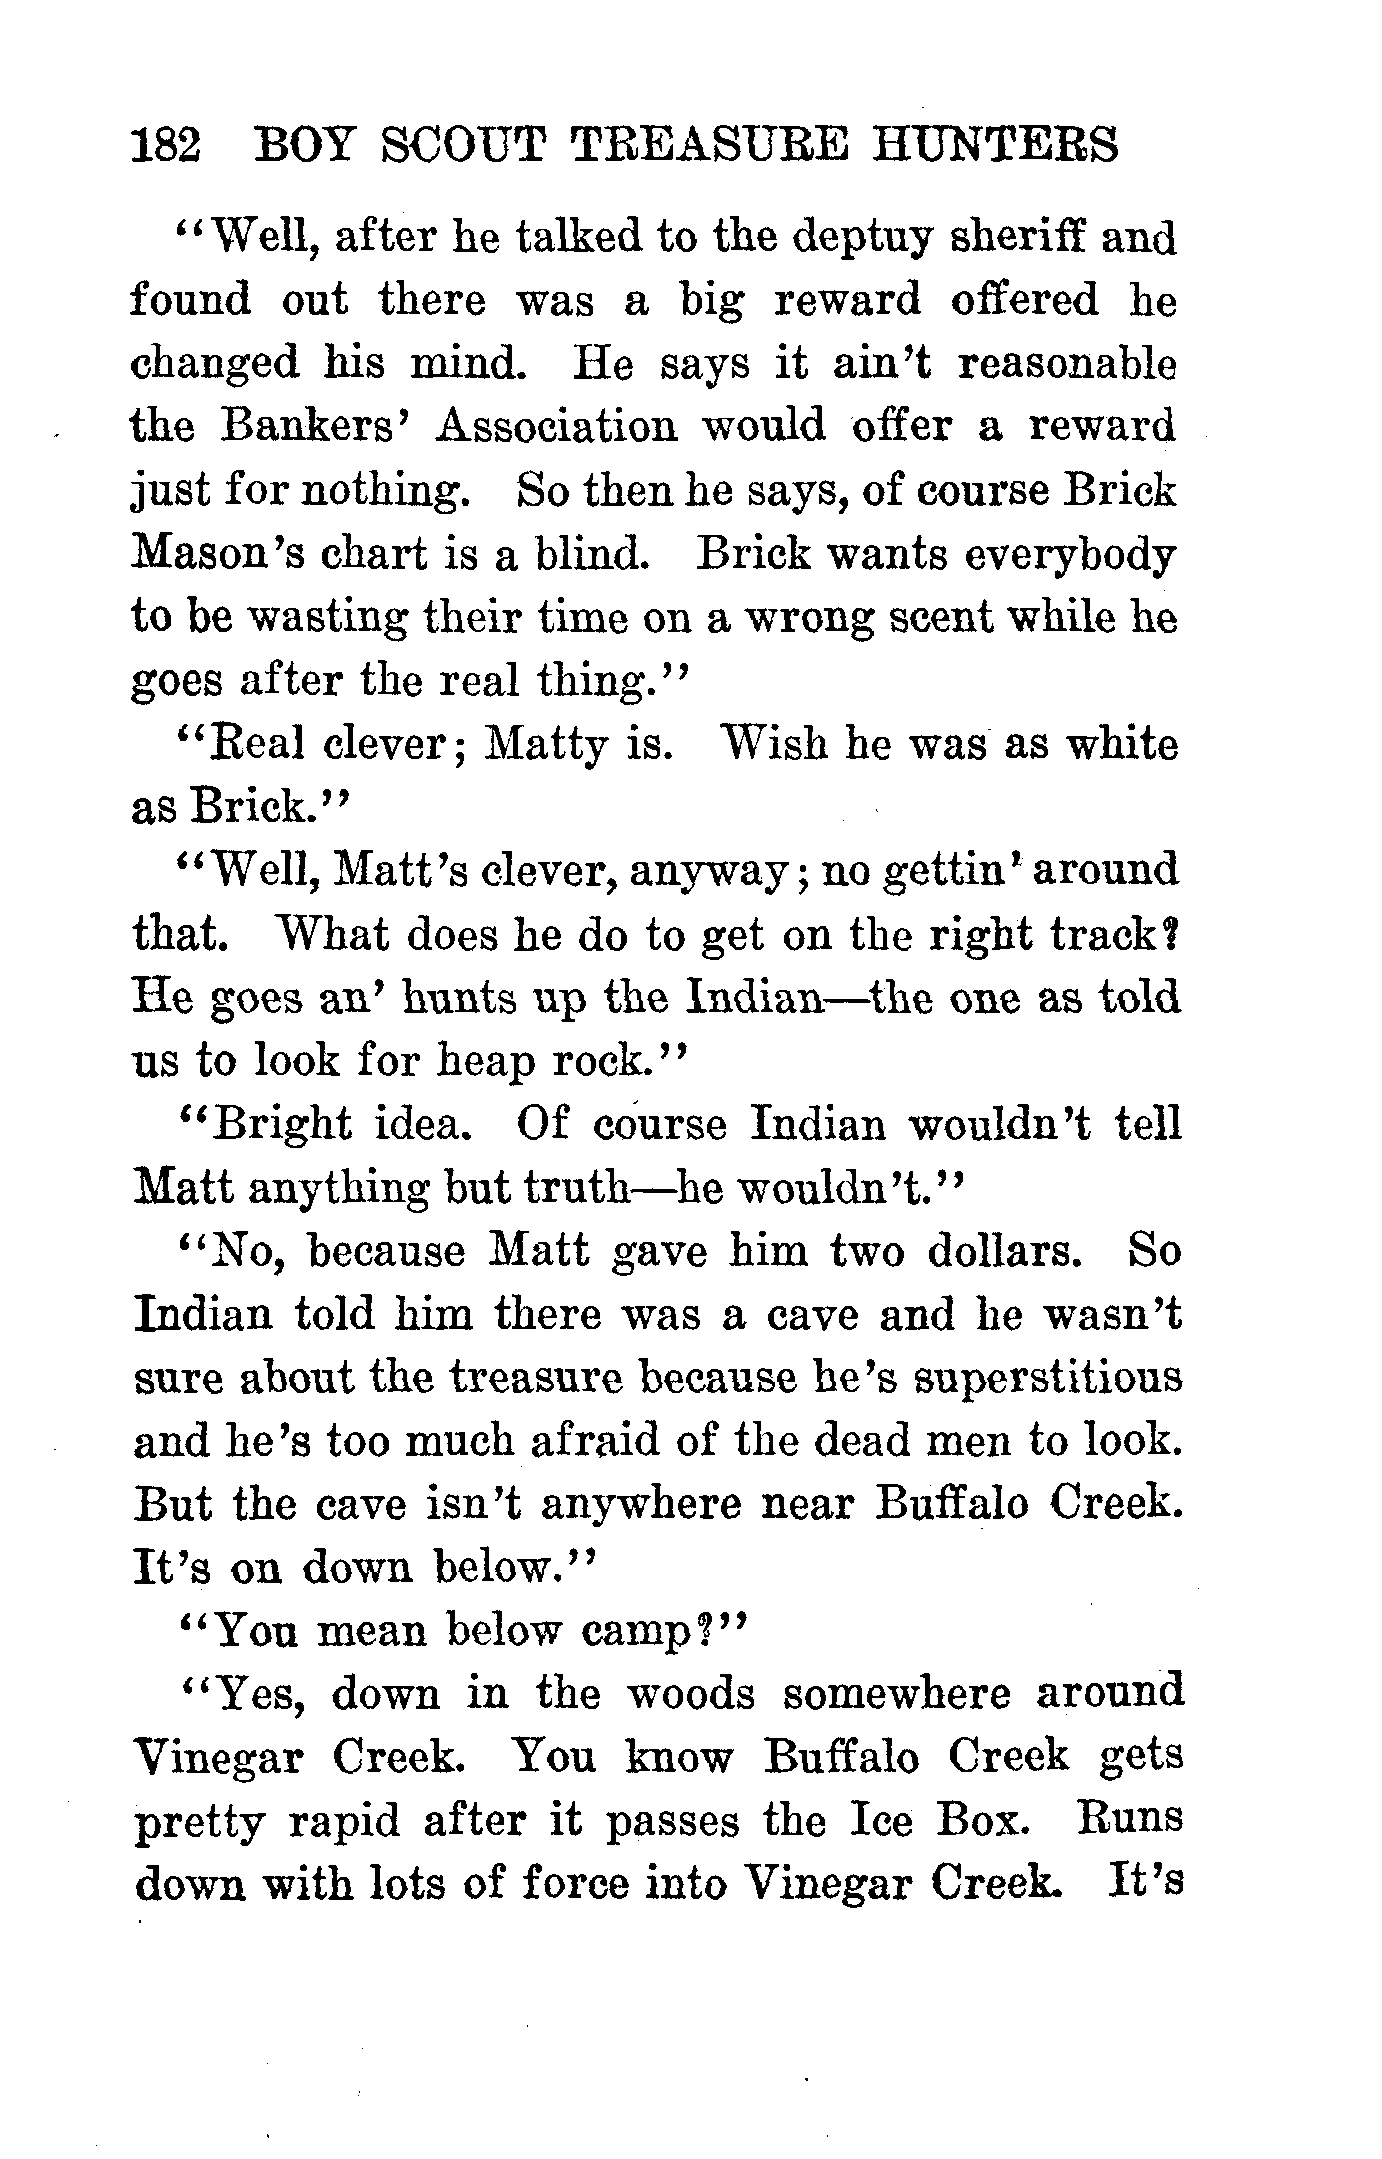 182 BOY SCOUT TREASURE HUNTERS
"Well, after he talked to the deptuy sheriff and
found out there was a big reward offered he
changed his mind. He says it ain't reasonable
the Bankers' Association would offer a reward
just for nothing. So then he says, of course Brick
Mason's chart is a blind. Brick wants everybody
to be wasting their time on a wrong scent while he
goes after the real thing."
"Real clever; Matty is. Wish he was as white
as Brick."
"Well, Matt's clever, anyway; no gettin' around
that. What does he do to get on the right track?
He goes an' hunts up the Indian—the one as told
us to look for heap rock."
"Bright idea. Of course Indian wouldn't tell
Matt anything but truth—he wouldn't."
"No, because Matt gave him two dollars. So
Indian told him there was a cave and he wasn't
sure about the treasure because he's superstitious
and he's too much afraid of the dead men to look.
But the cave isn't anywhere near Buffalo Creek.
It's on down below."
"You mean below camp?"
"Yes, down in the woods somewhere around
Vinegar Creek. You know Buffalo Creek gets
pretty rapid after it passes the Ice Box. Runs
down with lots of force into Vinegar Creek. It's